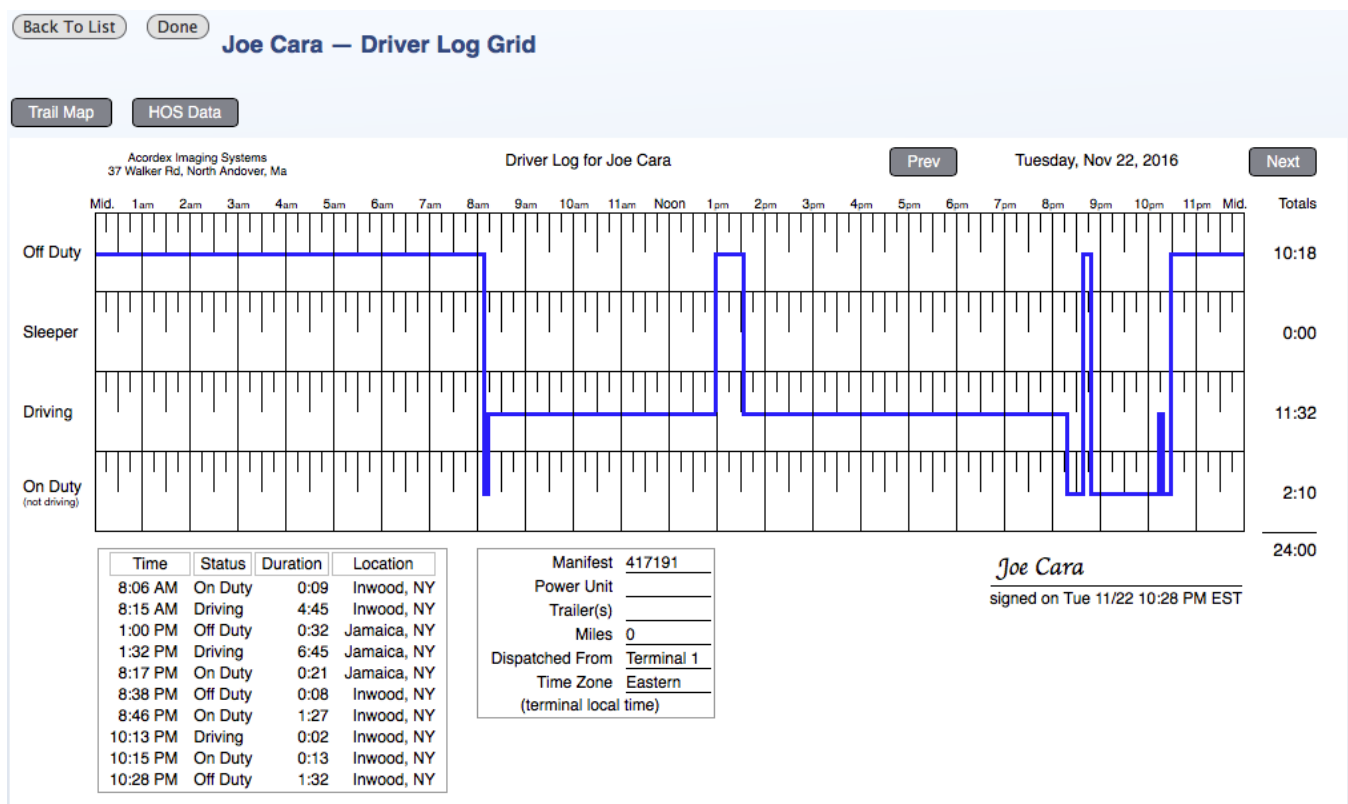 Back To List Done
Joe Cara — Driver Log Grid
Trail Map HOS Data
Acordex Imaging Systems
37 Walker Rd, North Andover, Ma
Driver Log for Joe Cara Prev Tuesday, Nov 22, 2016 Next
Mid. 1am 2am 3am 4am 5am 6am 7am 8am 9am 10am 11am Noon 1pm 2pm 3pm 4pm 5pm 6pm 7pm 8pm 9pm 10pm 11pm Mid. Totals
Off Duty 10:18
Sleeper 0:00
Driving 11:32
On Duty 2:10
(not driving)
24:00
Time Status Duration Location
8:06 AM On Duty 0:09 Inwood, NY
8:15 AM Driving 4:45 Inwood, NY
1:00 PM Off Duty 0:32 Jamaica, NY
1:32 PM Driving 6:45 Jamaica, NY
8:17 PM On Duty 0:21 Jamaica, NY
8:38 PM Off Duty 0:08 Inwood, NY
8:46 PM On Duty 1:27 Inwood, NY
10:13 PM Driving 0:02 Inwood, NY
10:15 PM On Duty 0:13 Inwood, NY
10:28 PM Off Duty 1:32 Inwood, NY
Manifest 417191
Power Unit
Trailer(s)
Miles 0
Dispatched From Terminal 1
Time Zone Eastern
(terminal local time)
Joe Cara
signed on Tue 11/22 10:28 PM EST